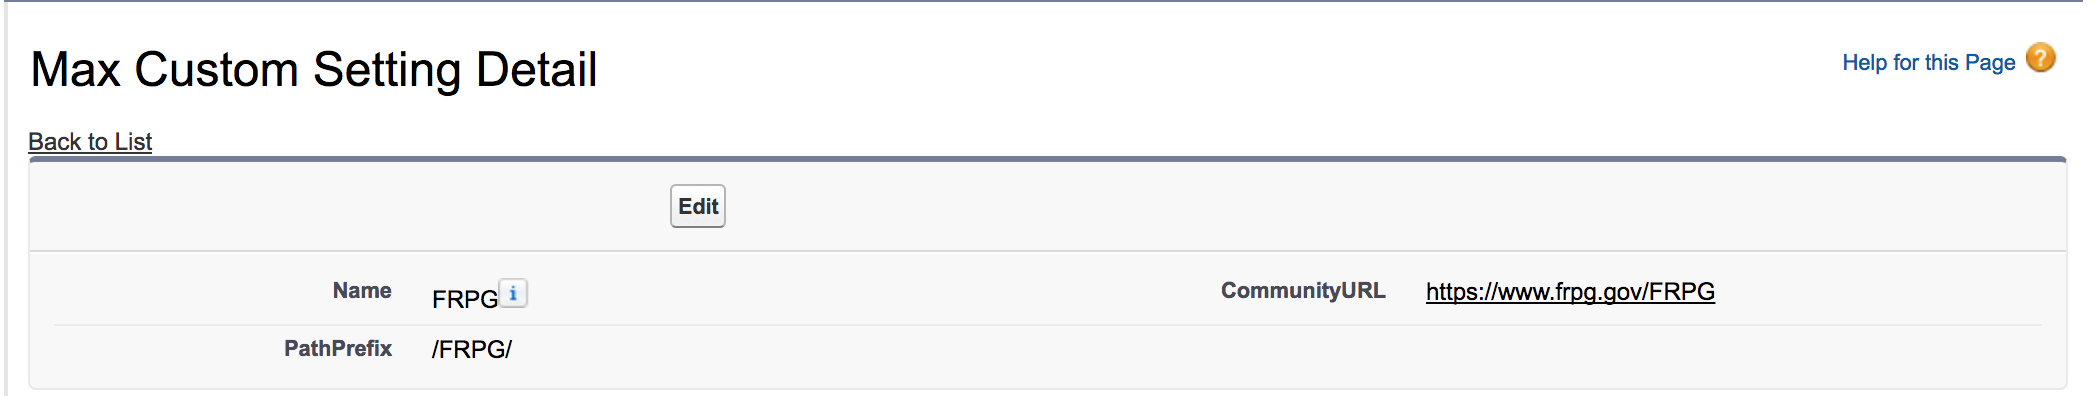 Max Custom Setting Detail
Help for this Page ?
Back to List
Edit
Name FRPG i CommunityURL https://www.frpg.gov/FRPG
PathPrefix /FRPG/